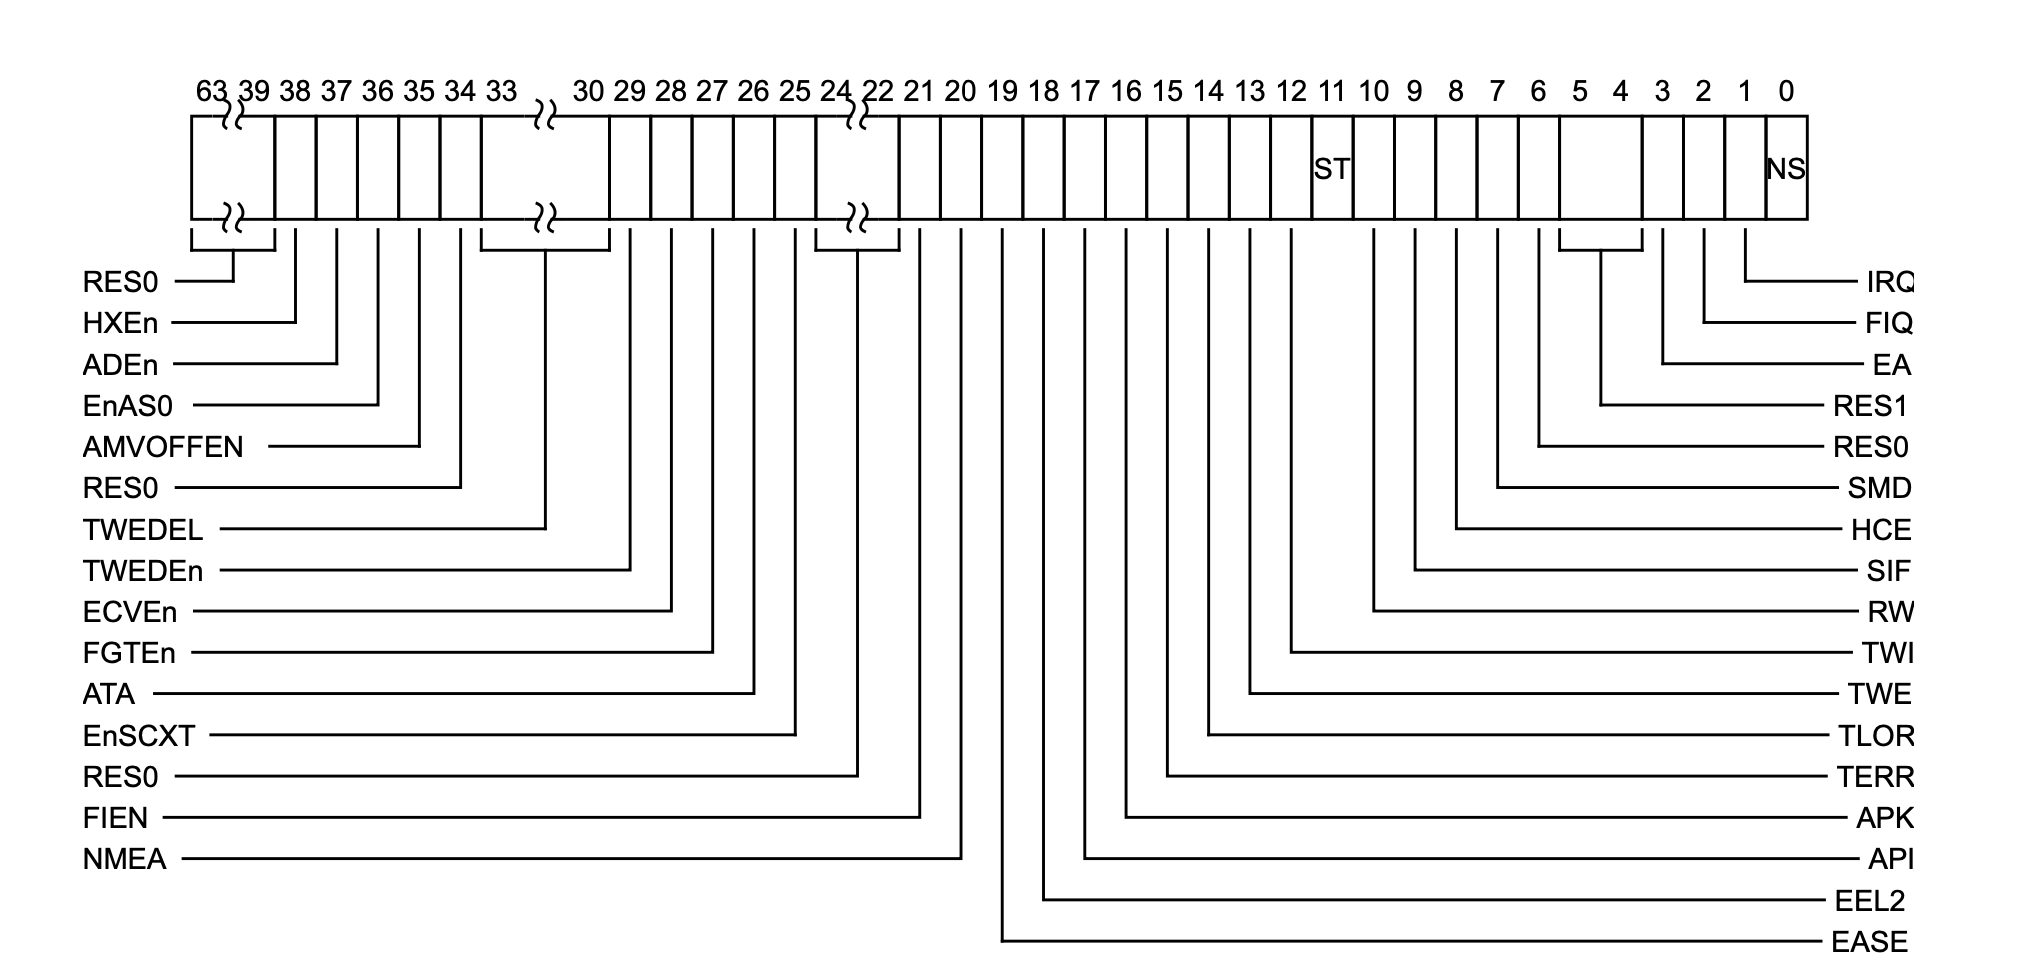 63 39 38 37 36 35 34 33 30 29 28 27 26 25 24 22 21 20 19 18 17 16 15 14 13 12 11 10 9 8 7 6 5 4 3 2 1 0
ST NS
RES0 IRQ
HXEn FIQ
ADEn EA
EnAS0 RES1
AMVOFFEN RES0
RES0 SMD
TWEDEL HCE
TWEDEn SIF
ECVEn RW
FGTEn TWI
ATA TWE
EnSCXT TLOR
RES0 TERR
FIEN APK
NMEA API
EEL2
EASE